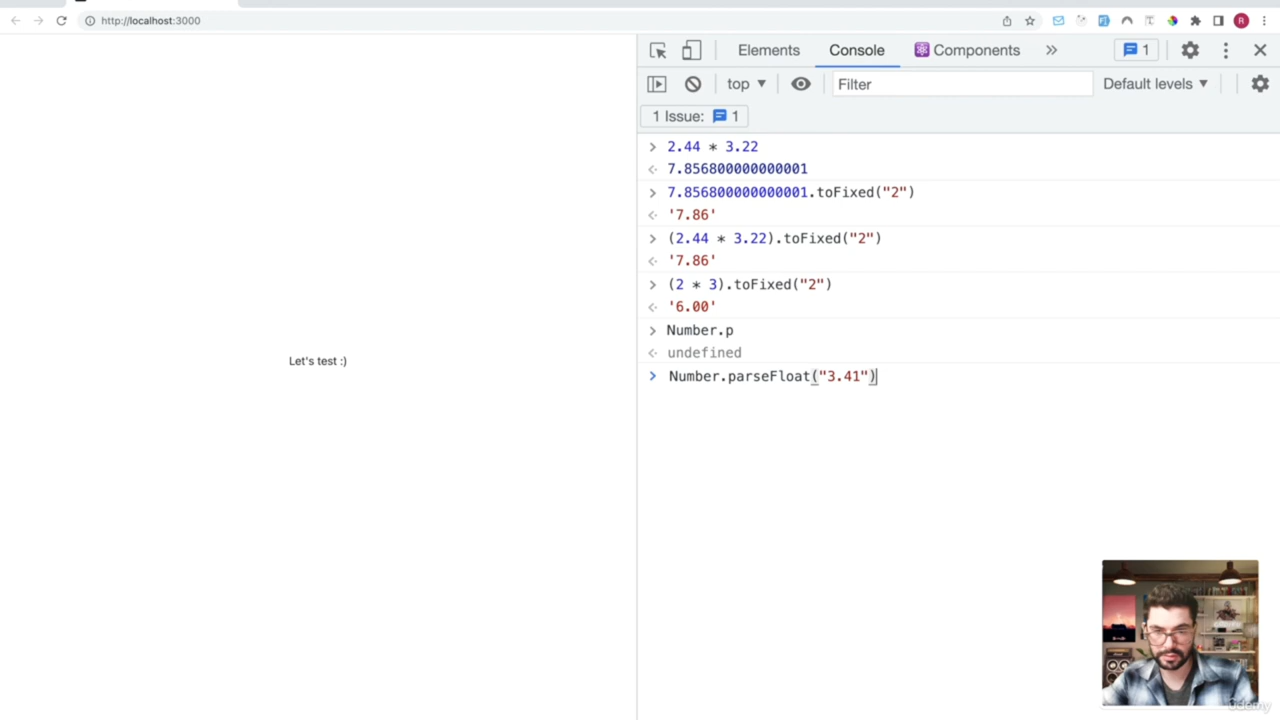 http://localhost:3000
R
Elements
Console
Components
1
top
Filter
Default levels
1 Issue:
1
2.44 * 3.22
7.856800000000001
7.856800000000001.toFixed("2")
'7.86'
(2.44 * 3.22).toFixed("2")
'7.86'
(2 * 3).toFixed("2")
'6.00'
Number.p
undefined
Number.parseFloat("3.41")
Let's test :)
ûdemy